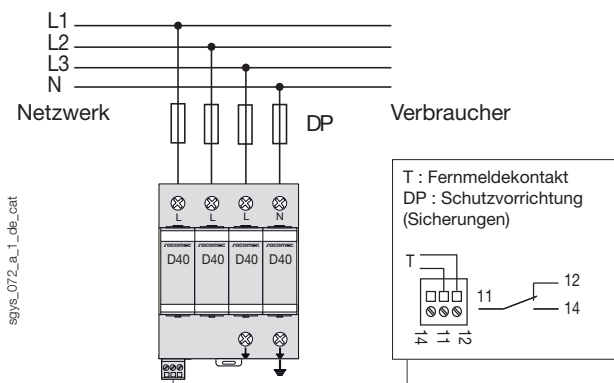 L1
L2
L3
N
Netzwerk
Verbraucher
DP
sgys_072_a_1_de_cat
L L L N
socomec socomec socomec socomec
D40 D40 D40 D40
T : Fernmeldekontakt
DP : Schutzvorrichtung
(Sicherungen)
T
11
12
14
14 11 12